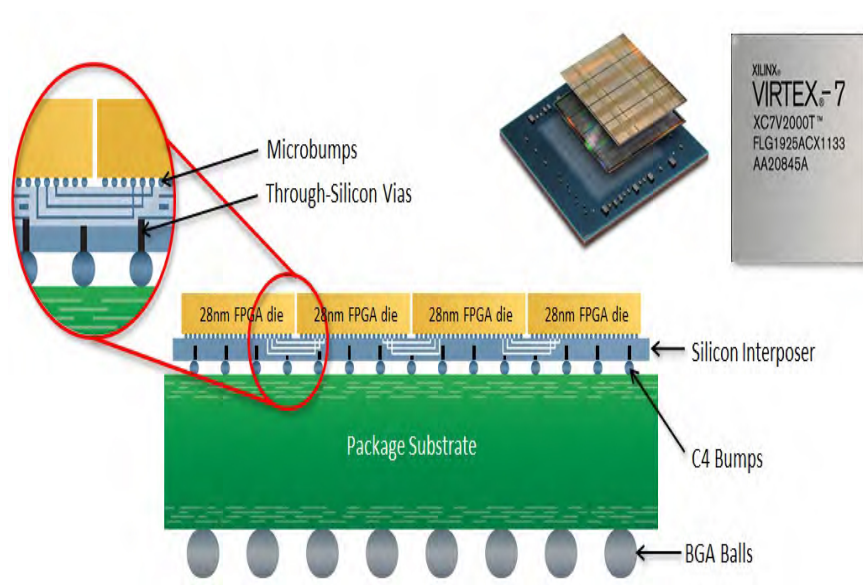 XILINX®
VIRTEX®-7
XC7V2000T™
FLG1925ACX1133
AA20845A
Microbumps
Through-Silicon Vias
28nm FPGA die 28nm FPGA die 28nm FPGA die 28nm FPGA die
Silicon Interposer
Package Substrate
C4 Bumps
BGA Balls